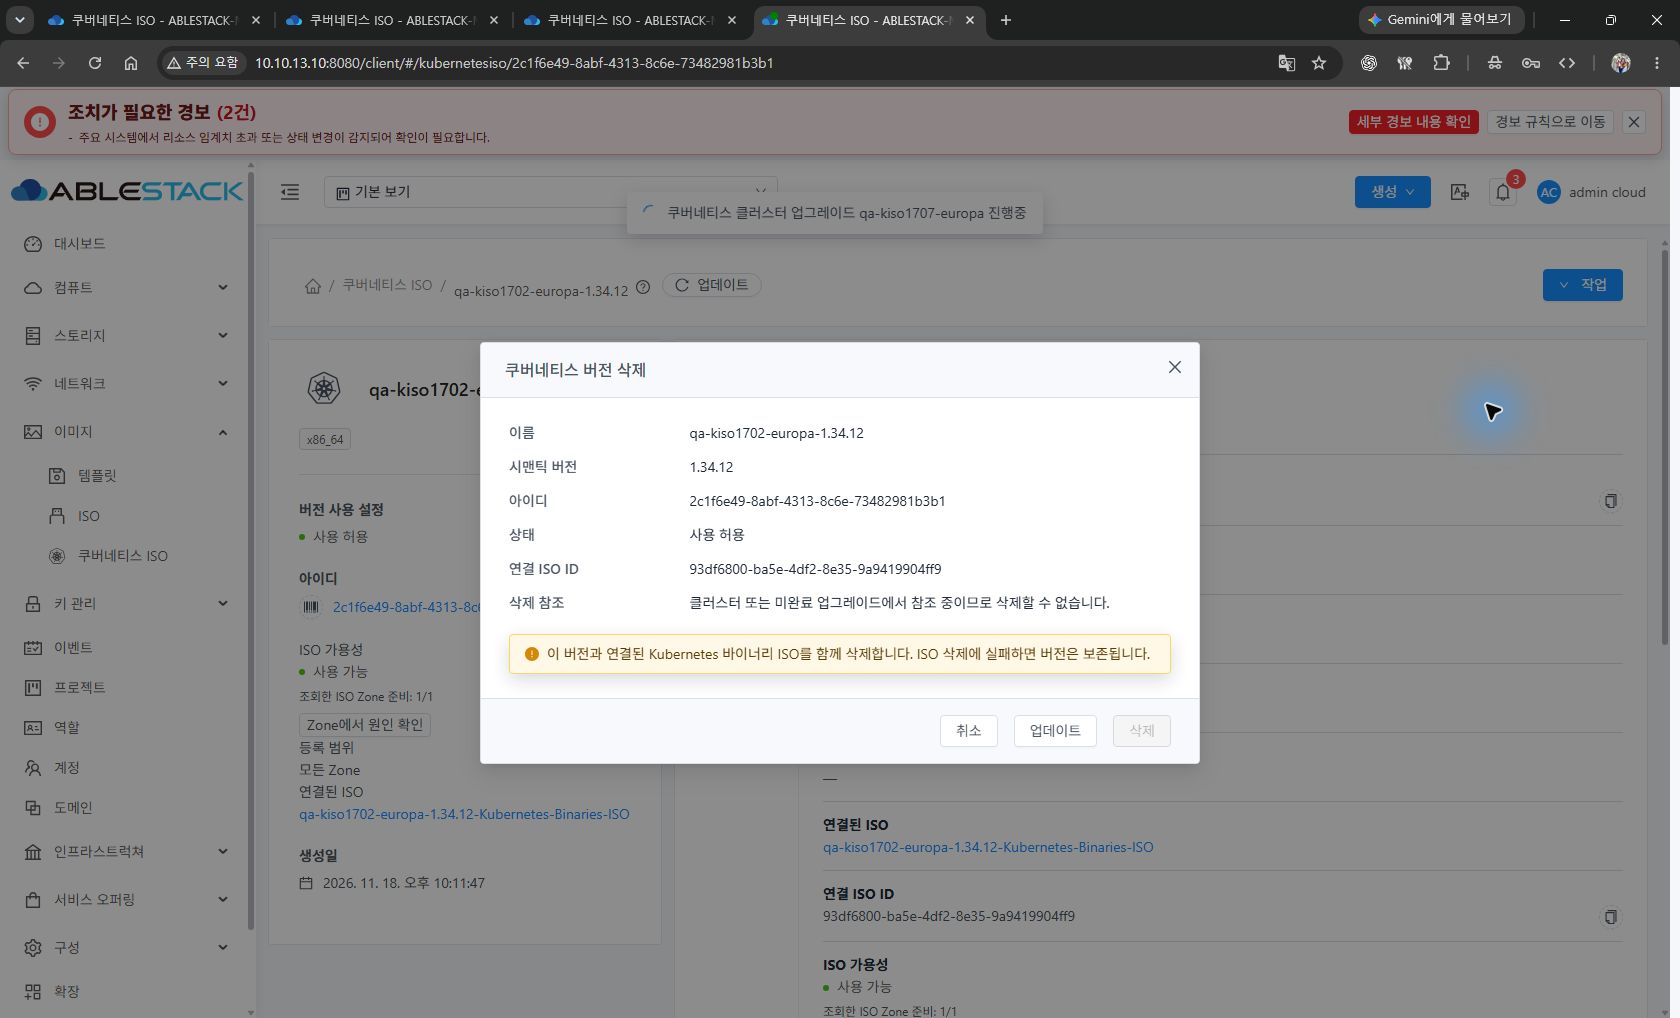 쿠버네티스 ISO - ABLESTACK-
쿠버네티스 ISO - ABLESTACK-
쿠버네티스 ISO - ABLESTACK-
쿠버네티스 ISO - ABLESTACK-
Gemini에게 물어보기
주의 요함
10.10.13.10:8080/client/#/kubernetesiso/2c1f6e49-8abf-4313-8c6e-73482981b3b1
조치가 필요한 경보 (2건)
- 주요 시스템에서 리소스 임계치 초과 또는 상태 변경이 감지되어 확인이 필요합니다.
세부 경보 내용 확인
경보 규칙으로 이동
ABLESTACK
기본 보기
쿠버네티스 클러스터 업그레이드 qa-kiso1707-europa 진행중
생성
3
AC
admin cloud
대시보드
컴퓨트
스토리지
네트워크
이미지
템플릿
ISO
쿠버네티스 ISO
키 관리
이벤트
프로젝트
역할
계정
도메인
인프라스트럭쳐
서비스 오퍼링
구성
확장
/ 쿠버네티스 ISO / qa-kiso1702-europa-1.34.12
업데이트
작업
qa-kiso1702-e
x86_64
버전 사용 설정
사용 허용
아이디
2c1f6e49-8abf-4313-8c6
ISO 가용성
사용 가능
조회한 ISO Zone 준비: 1/1
Zone에서 원인 확인
등록 범위
모든 Zone
연결된 ISO
qa-kiso1702-europa-1.34.12-Kubernetes-Binaries-ISO
생성일
2026. 11. 18. 오후 10:11:47
쿠버네티스 버전 삭제
이름
qa-kiso1702-europa-1.34.12
시맨틱 버전
1.34.12
아이디
2c1f6e49-8abf-4313-8c6e-73482981b3b1
상태
사용 허용
연결 ISO ID
93df6800-ba5e-4df2-8e35-9a9419904ff9
삭제 참조
클러스터 또는 미완료 업그레이드에서 참조 중이므로 삭제할 수 없습니다.
이 버전과 연결된 Kubernetes 바이너리 ISO를 함께 삭제합니다. ISO 삭제에 실패하면 버전은 보존됩니다.
취소
업데이트
삭제
—
연결된 ISO
qa-kiso1702-europa-1.34.12-Kubernetes-Binaries-ISO
연결 ISO ID
93df6800-ba5e-4df2-8e35-9a9419904ff9
ISO 가용성
사용 가능
조회한 ISO Zone 준비: 1/1